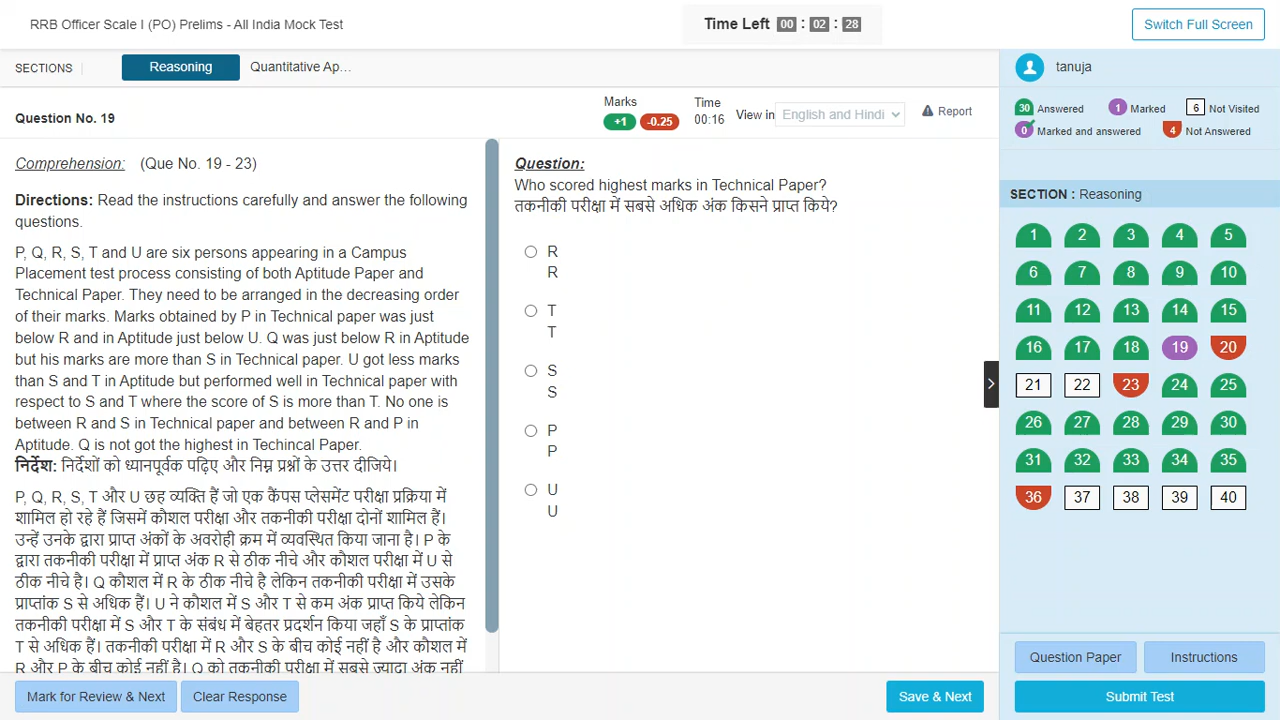 RRB Officer Scale I (PO) Prelims - All India Mock Test
Time Left 00 : 02 : 28
Switch Full Screen
SECTIONS
Reasoning
Quantitative Ap...
tanuja
Question No. 19
Marks
+1 -0.25
Time
00:16
View in English and Hindi
Report
30 Answered
1 Marked
6 Not Visited
0 Marked and answered
4 Not Answered
Comprehension: (Que No. 19 - 23)
Directions: Read the instructions carefully and answer the following
questions.
P, Q, R, S, T and U are six persons appearing in a Campus
Placement test process consisting of both Aptitude Paper and
Technical Paper. They need to be arranged in the decreasing order
of their marks. Marks obtained by P in Technical paper was just
below R and in Aptitude just below U. Q was just below R in Aptitude
but his marks are more than S in Technical paper. U got less marks
than S and T in Aptitude but performed well in Technical paper with
respect to S and T where the score of S is more than T. No one is
between R and S in Technical paper and between R and P in
Aptitude. Q is not got the highest in Techincal Paper.
निर्देश: निर्देशों को ध्यानपूर्वक पढ़िए और निम्न प्रश्नों के उत्तर दीजिये।
P, Q, R, S, T और U छह व्यक्ति हैं जो एक कैंपस प्लेसमेंट परीक्षा प्रक्रिया में
शामिल हो रहे हैं जिसमें कौशल परीक्षा और तकनीकी परीक्षा दोनों शामिल हैं।
उन्हें उनके द्वारा प्राप्त अंकों के अवरोही क्रम में व्यवस्थित किया जाना है। P के
द्वारा तकनीकी परीक्षा में प्राप्त अंक R से ठीक नीचे और कौशल परीक्षा में U से
ठीक नीचे है। Q कौशल में R के ठीक नीचे है लेकिन तकनीकी परीक्षा में उसके
प्राप्तांक S से अधिक हैं। U ने कौशल में S और T से कम अंक प्राप्त किये लेकिन
तकनीकी परीक्षा में S और T के संबंध में बेहतर प्रदर्शन किया जहाँ S के प्राप्तांक
T से अधिक हैं। तकनीकी परीक्षा में R और S के बीच कोई नहीं है और कौशल में
R और P के बीच कोई नहीं है। Q को तकनीकी परीक्षा में सबसे ज्यादा अंक नहीं
Question:
Who scored highest marks in Technical Paper?
तकनीकी परीक्षा में सबसे अधिक अंक किसने प्राप्त किये?
R
R
T
T
S
S
P
P
U
U
SECTION : Reasoning
1 2 3 4 5
6 7 8 9 10
11 12 13 14 15
16 17 18 19 20
21 22 23 24 25
26 27 28 29 30
31 32 33 34 35
36 37 38 39 40
Question Paper
Instructions
Mark for Review & Next
Clear Response
Save & Next
Submit Test